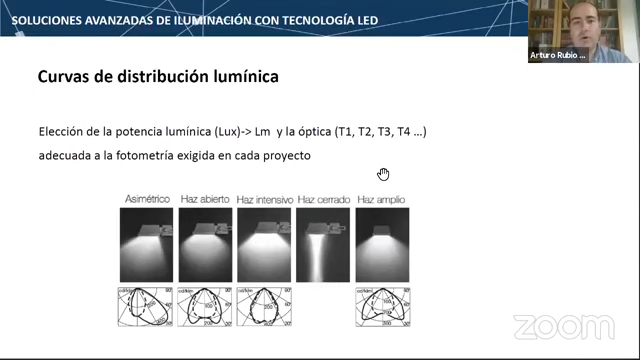 SOLUCIONES AVANZADAS DE ILUMINACIÓN CON TECNOLOGÍA LED
Arturo Rubio ...
Curvas de distribución lumínica
Elección de la potencia lumínica (Lux)-> Lm y la óptica (T1, T2, T3, T4 ...)
adecuada a la fotometría exigida en cada proyecto
Asimétrico Haz abierto Haz intensivo Haz cerrado Haz amplio
zoom